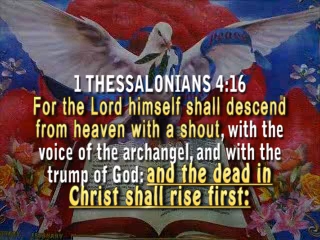 1 THESSALONIANS 4:16
For the Lord himself shall descend
from heaven with a shout, with the
voice of the archangel, and with the
trump of God: and the dead in
Christ shall rise first: